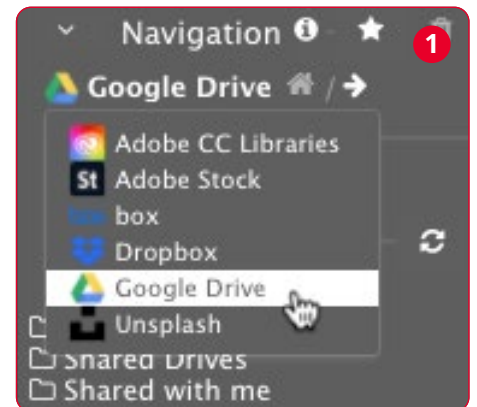 Navigation
1
Google Drive /
Adobe CC Libraries
St Adobe Stock
box box
Dropbox
Google Drive
Unsplash
Shared Drives
Shared with me